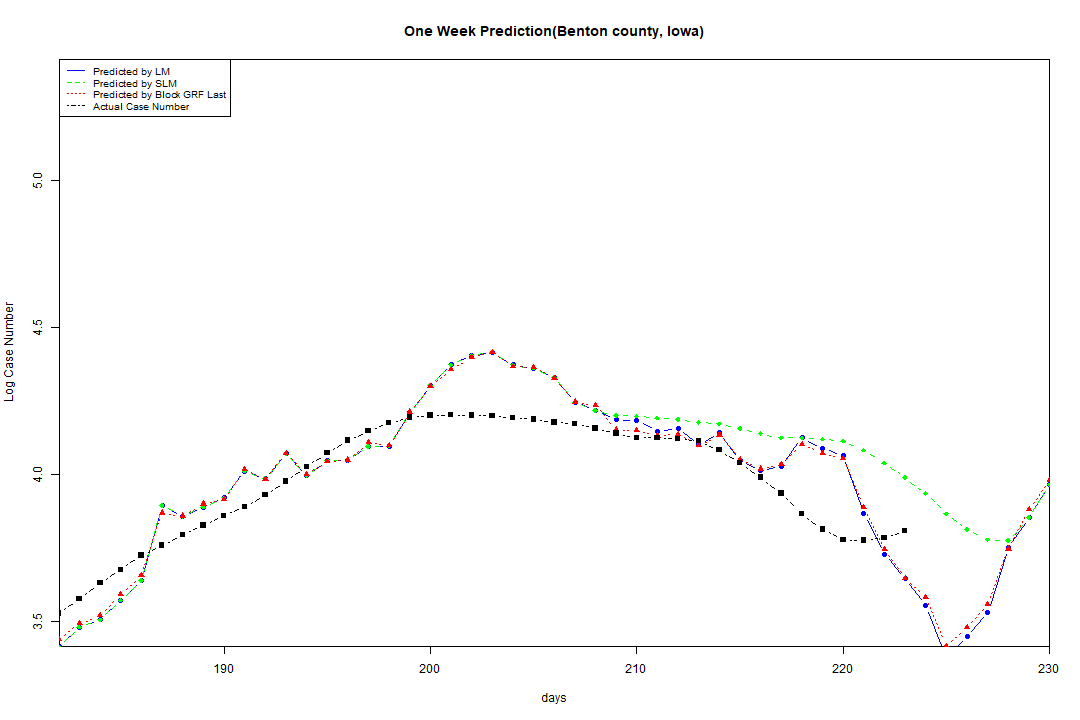 One Week Prediction(Benton county, Iowa)
Predicted by LM
Predicted by SLM
Predicted by Block GRF Last
Actual Case Number
Log Case Number
5.0
4.5
4.0
3.5
190
200
210
220
230
days